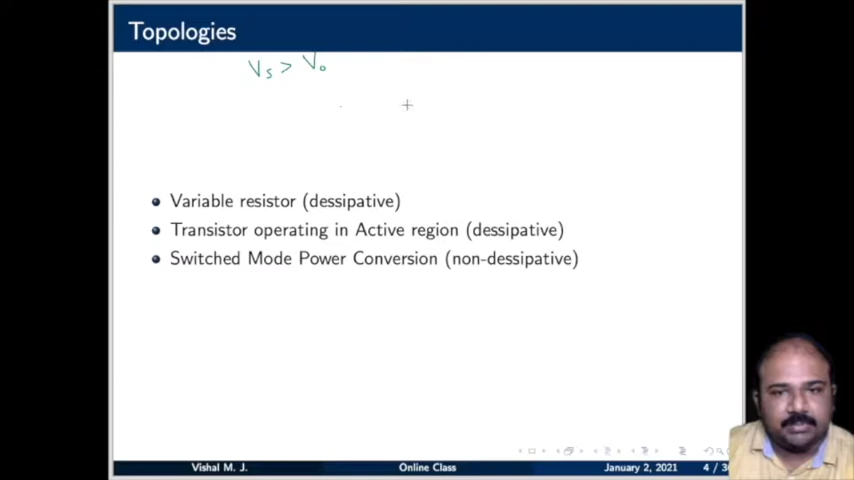 Topologies
Vs > Vo
Variable resistor (dessipative)
Transistor operating in Active region (dessipative)
Switched Mode Power Conversion (non-dessipative)
Vishal M. J. Online Class January 2, 2021 4 /